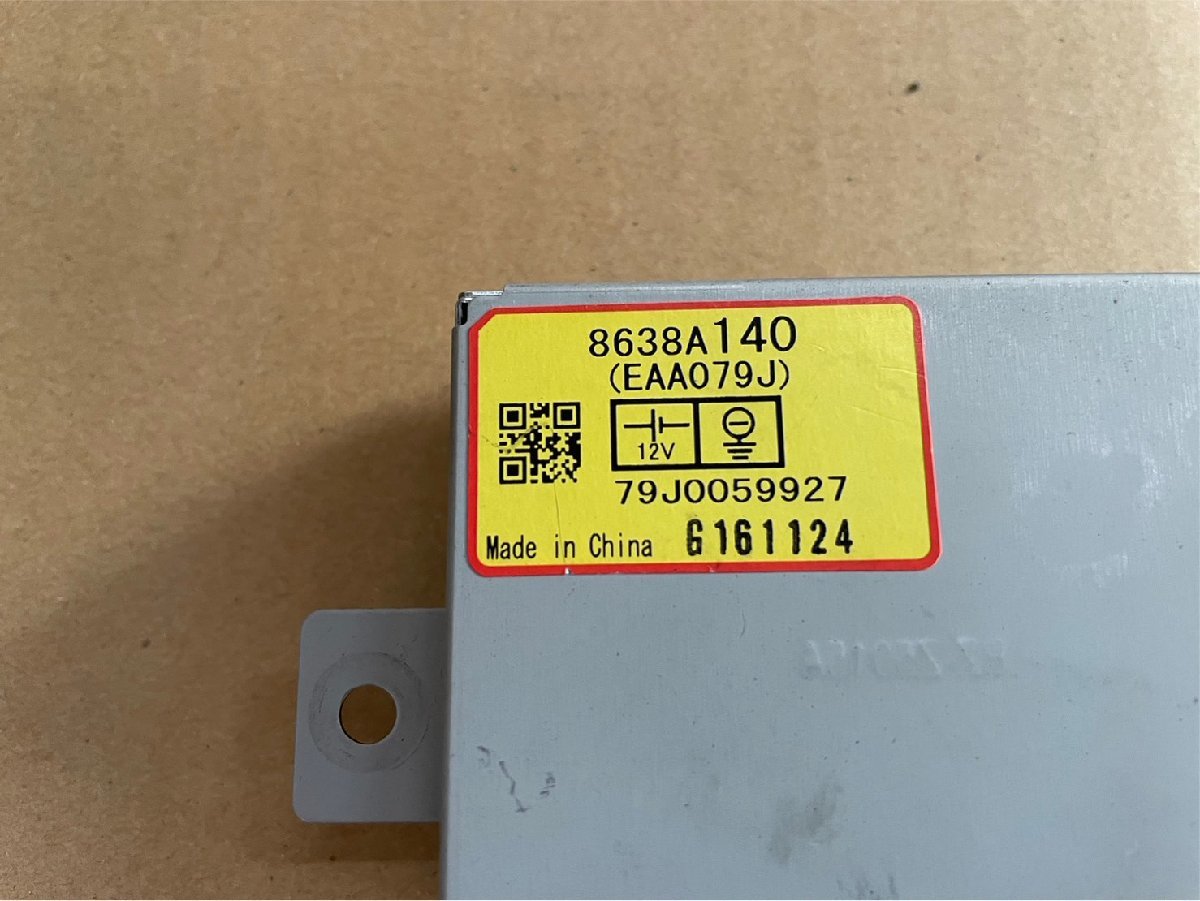 8638A140
(EAA079J)
12V
79J0059927
Made in China G161124